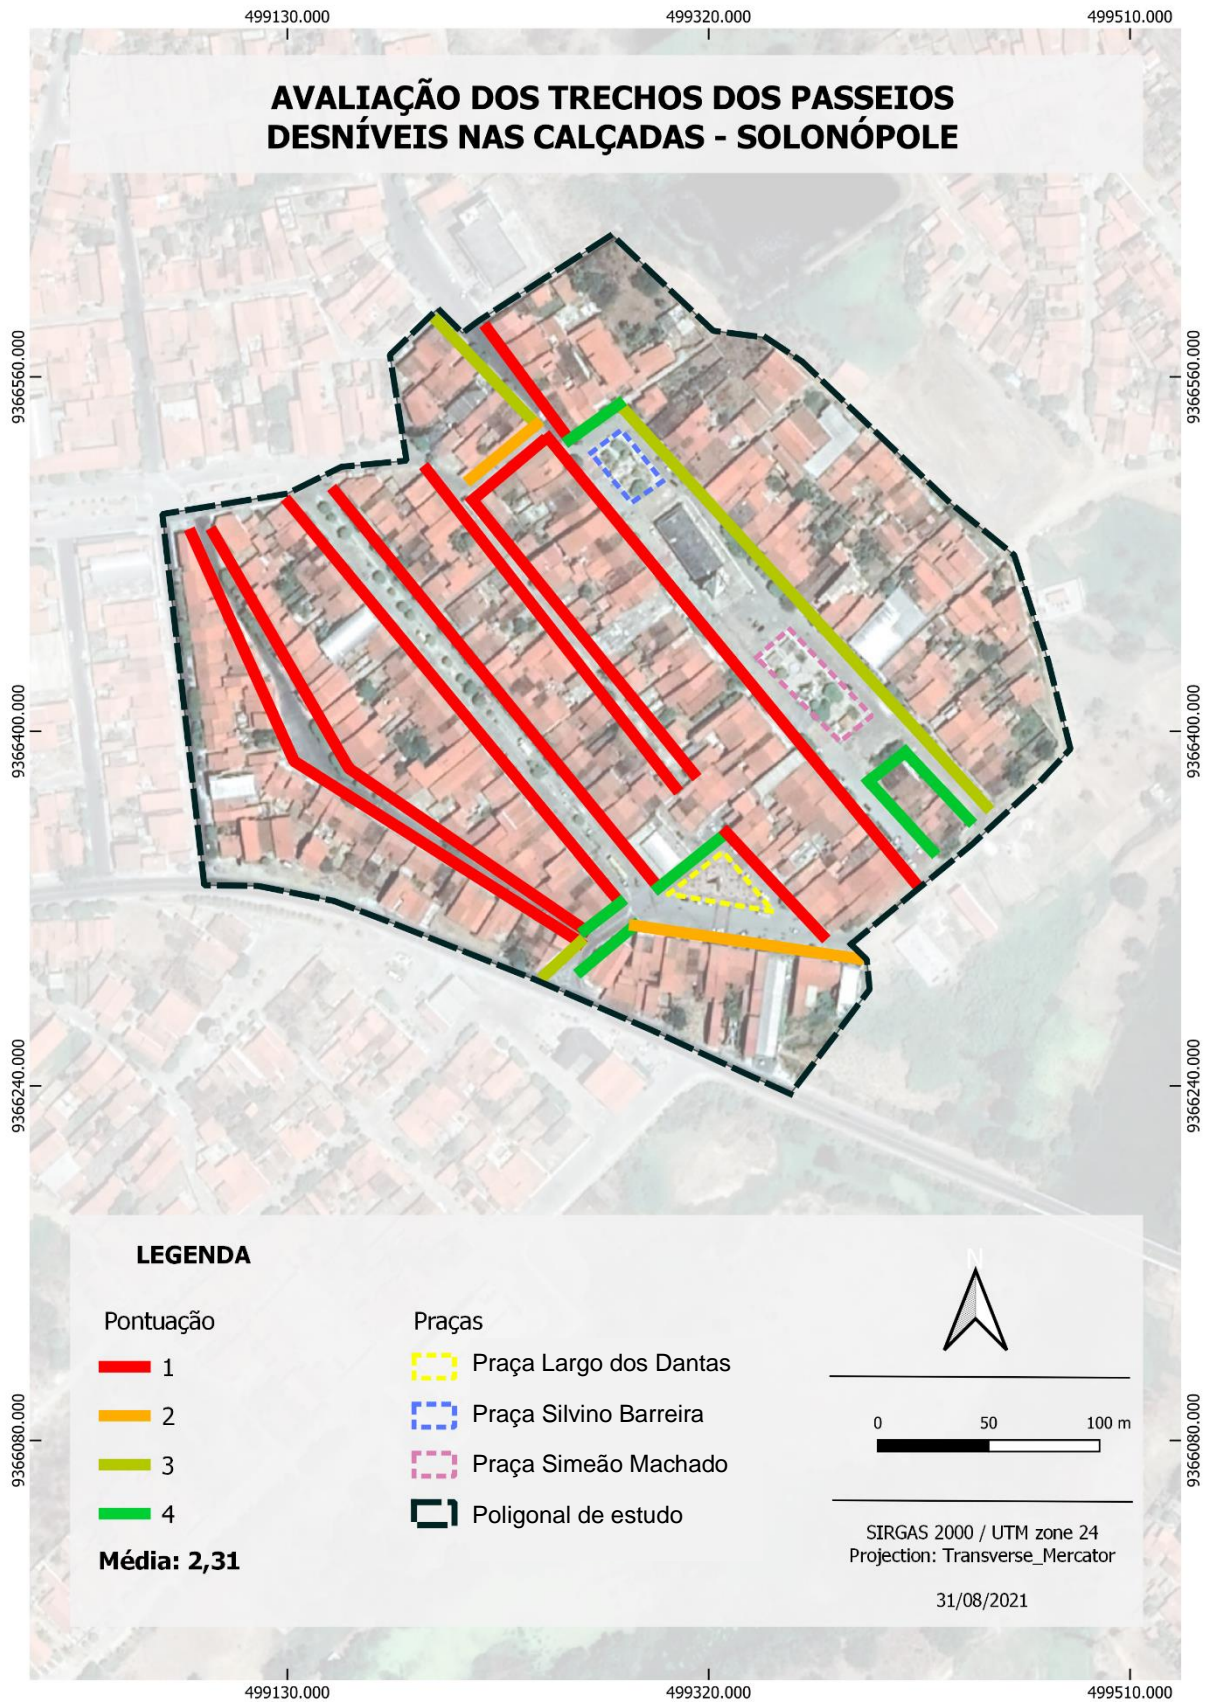 499130.000
499320.000
499510.000
AVALIAÇÃO DOS TRECHOS DOS PASSEIOS
DESNÍVEIS NAS CALÇADAS - SOLONÓPOLE
9366560.000
9366560.000
9366400.000
9366400.000
9366240.000
9366240.000
9366080.000
9366080.000
LEGENDA
Pontuação
1
2
3
4
Média: 2,31
Praças
Praça Largo dos Dantas
Praça Silvino Barreira
Praça Simeão Machado
Poligonal de estudo
N
0
50
100 m
SIRGAS 2000 / UTM zone 24
Projection: Transverse_Mercator
31/08/2021
499130.000
499320.000
499510.000